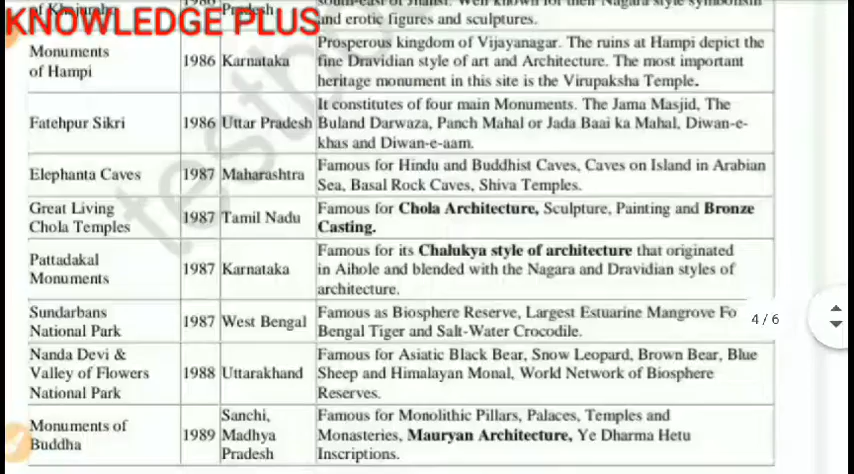 KNOWLEDGE PLUS
of Khajuraho
1986
Pradesh
and erotic figures and sculptures.
Monuments
of Hampi
1986
Karnataka
Prosperous kingdom of Vijayanagar. The ruins at Hampi depict the
fine Dravidian style of art and Architecture. The most important
heritage monument in this site is the Virupaksha Temple.
Fatehpur Sikri
1986
Uttar Pradesh
It constitutes of four main Monuments. The Jama Masjid, The
Buland Darwaza, Panch Mahal or Jada Baai ka Mahal, Diwan-e-
khas and Diwan-e-aam.
Elephanta Caves
1987
Maharashtra
Famous for Hindu and Buddhist Caves, Caves on Island in Arabian
Sea, Basal Rock Caves, Shiva Temples.
Great Living
Chola Temples
1987
Tamil Nadu
Famous for Chola Architecture, Sculpture, Painting and Bronze
Casting.
Pattadakal
Monuments
1987
Karnataka
Famous for its Chalukya style of architecture that originated
in Aihole and blended with the Nagara and Dravidian styles of
architecture.
Sundarbans
National Park
1987
West Bengal
Famous as Biosphere Reserve, Largest Estuarine Mangrove Fo
Bengal Tiger and Salt-Water Crocodile.
4/6
Nanda Devi &
Valley of Flowers
National Park
1988
Uttarakhand
Famous for Asiatic Black Bear, Snow Leopard, Brown Bear, Blue
Sheep and Himalayan Monal, World Network of Biosphere
Reserves.
Monuments of
Buddha
1989
Sanchi,
Madhya
Pradesh
Famous for Monolithic Pillars, Palaces, Temples and
Monasteries, Mauryan Architecture, Ye Dharma Hetu
Inscriptions.